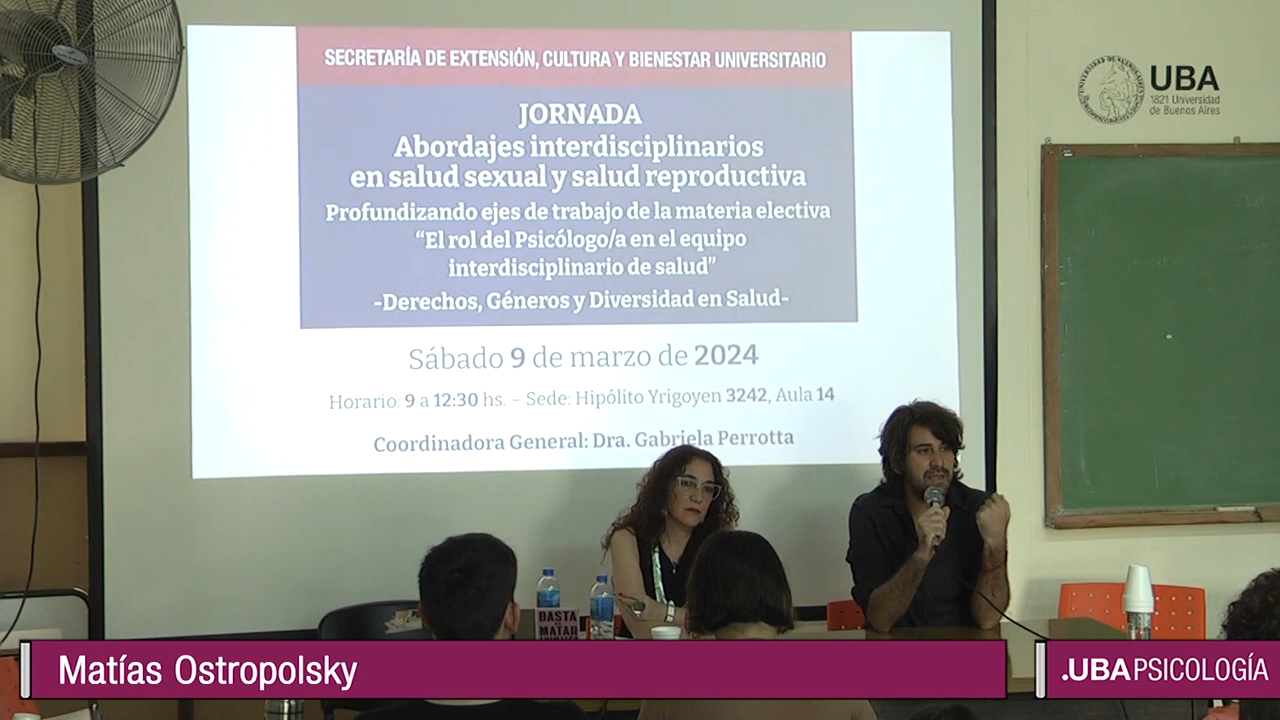 SECRETARÍA DE EXTENSIÓN, CULTURA Y BIENESTAR UNIVERSITARIO
JORNADA
Abordajes interdisciplinarios
en salud sexual y salud reproductiva
Profundizando ejes de trabajo de la materia electiva
“El rol del Psicólogo/a en el equipo
interdisciplinario de salud”
-Derechos, Géneros y Diversidad en Salud-
Sábado 9 de marzo de 2024
Horario: 9 a 12:30 hs. – Sede: Hipólito Yrigoyen 3242, Aula 14
Coordinadora General: Dra. Gabriela Perrotta
UBA
1821 Universidad
de Buenos Aires
BASTA
DE
MATAR
Matías Ostropolsky
.UBAPSICOLOGÍA